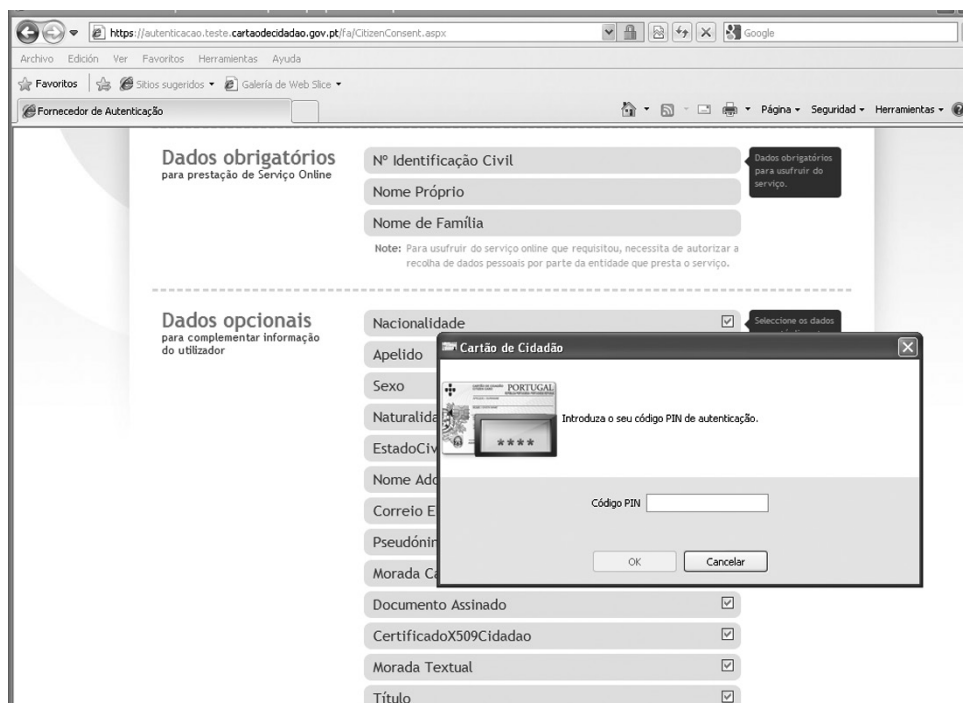 https://autenticacao.teste.cartaodecidadao.gov.pt/fa/CitizenConsent.aspx
Google
Archivo Edición Ver Favoritos Herramientas Ayuda
Favoritos Sitios sugeridos Galería de Web Slice
Fornecedor de Autenticação
Página Seguridad Herramientas
Dados obrigatórios
para prestação de Serviço Online
Nº Identificação Civil
Nome Próprio
Nome de Família
Dados obrigatórios
para usufruir do
serviço.
Note: Para usufruir do serviço online que requisitou, necessita de autorizar a
recolha de dados pessoais por parte da entidade que presta o serviço.
Dados opcionais
para complementar informação
do utilizador
Nacionalidade
Seleccione os dados
Apelido
Sexo
Naturalida
EstadoCiv
Nome Ado
Correio E
Pseudónin
Morada Ca
Documento Assinado
CertificadoX509Cidadao
Morada Textual
Título
Cartão de Cidadão
PORTUGAL
****
Introduza o seu código PIN de autenticação.
Código PIN
OK Cancelar